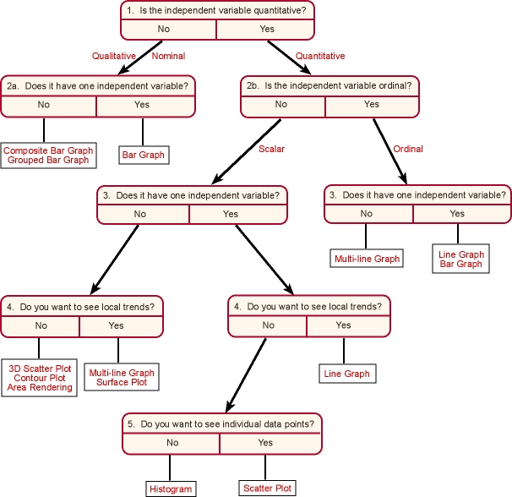 1.  Is the independent variable quantitative?
No Yes
Qualitative Nominal Quantitative
2a.  Does it have one independent variable?
No Yes
2b.  Is the independent variable ordinal?
No Yes
Composite Bar Graph
Grouped Bar Graph
Bar Graph
Scalar Ordinal
3.  Does it have one independent variable?
No Yes
3.  Does it have one independent variable?
No Yes
Multi-line Graph
Line Graph
Bar Graph
4.  Do you want to see local trends?
No Yes
4.  Do you want to see local trends?
No Yes
3D Scatter Plot
Contour Plot
Area Rendering
Multi-line Graph
Surface Plot
Line Graph
5.  Do you want to see individual data points?
No Yes
Histogram
Scatter Plot